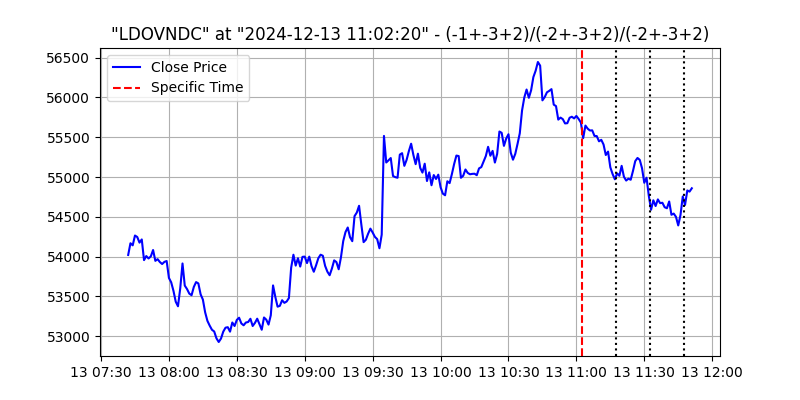 "LDOVNDC" at "2024-12-13 11:02:20" - (-1+-3+2)/(-2+-3+2)/(-2+-3+2)
Close Price
Specific Time
56500
56000
55500
55000
54500
54000
53500
53000
13 07:30 13 08:00 13 08:30 13 09:00 13 09:30 13 10:00 13 10:30 13 11:00 13 11:30 13 12:00